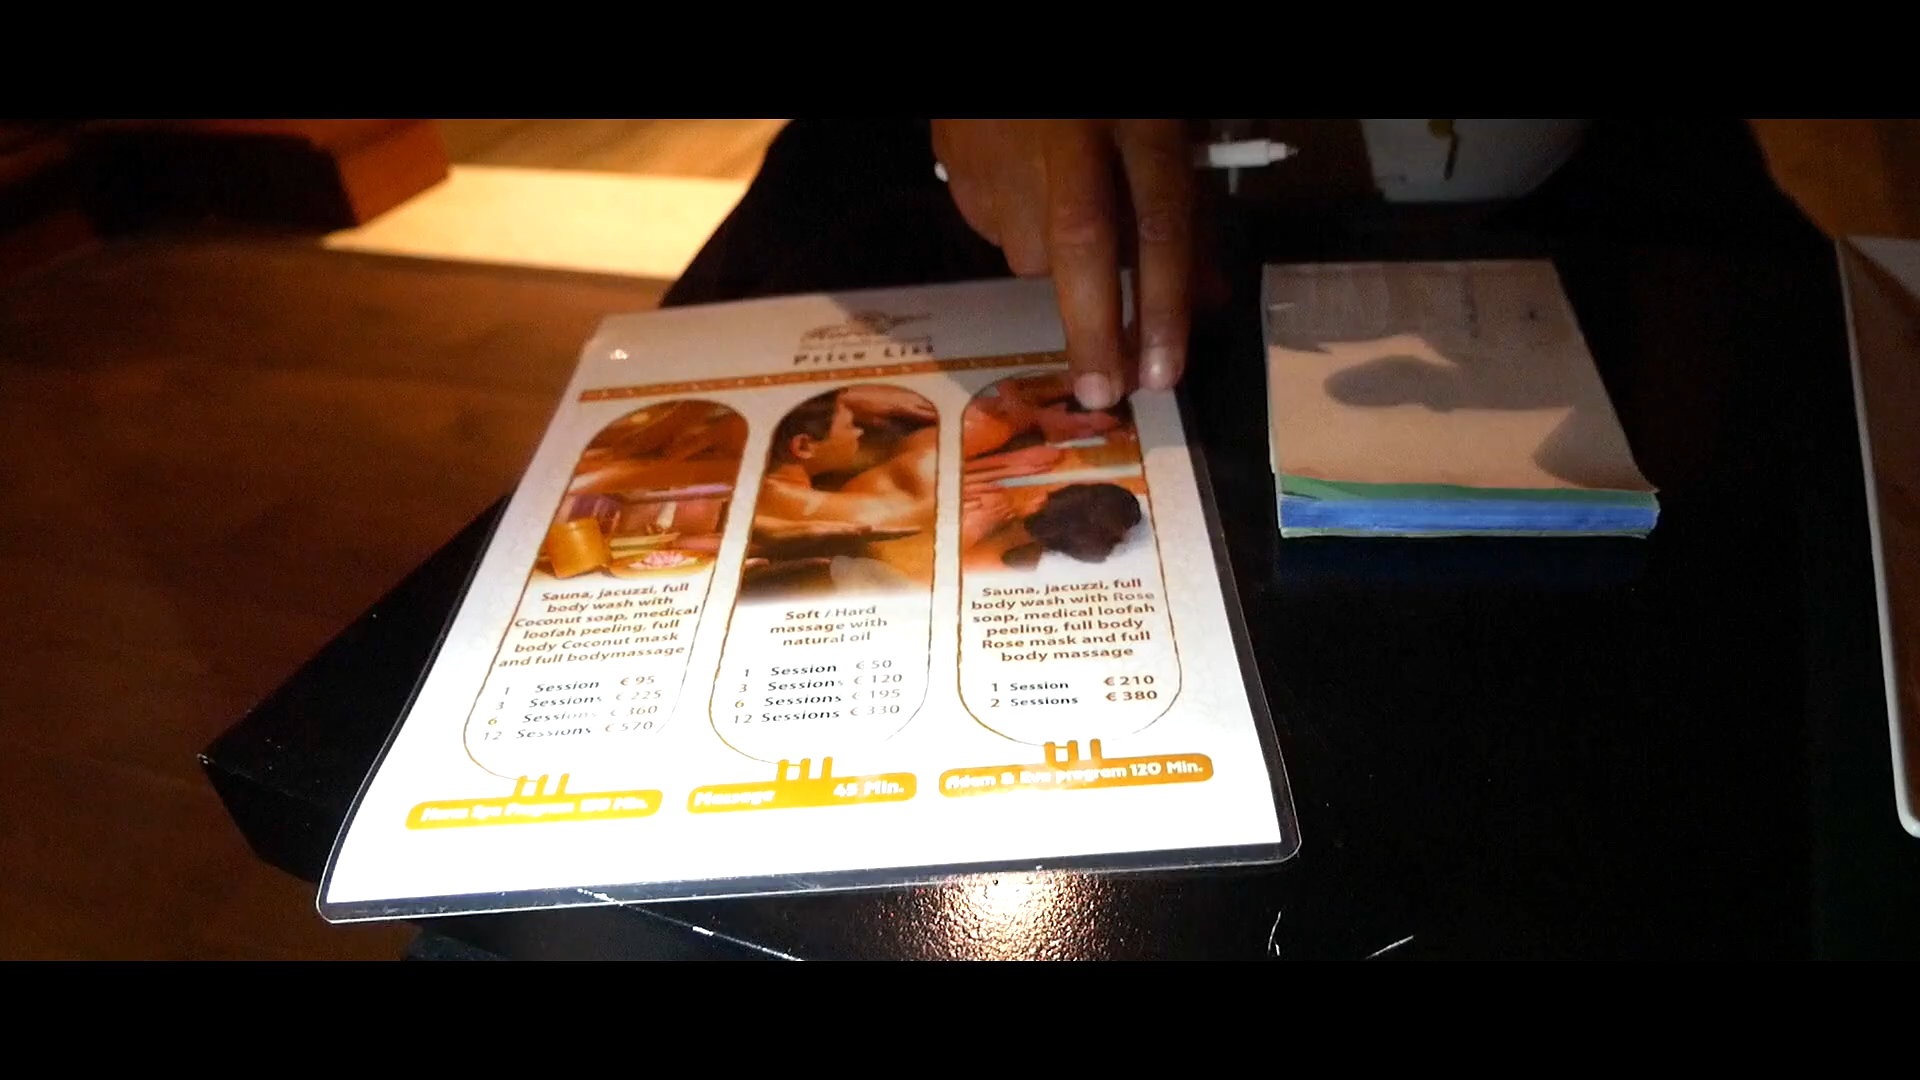 Price List
Sauna, jacuzzi, full
body wash with
Coconut soap, medical
loofah peeling, full
body Coconut mask
and full bodymassage
1 Session € 95
3 Sessions € 225
6 Sessions € 360
12 Sessions € 570
Spa Program Min.
Soft / Hard
massage with
natural oil
1 Session € 50
3 Sessions € 120
6 Sessions € 195
12 Sessions € 330
Massage 45 Min.
Sauna, jacuzzi, full
body wash with Rose
soap, medical loofah
peeling, full body
Rose mask and full
body massage
1 Session € 210
2 Sessions € 380
Adam & Eva program 120 Min.